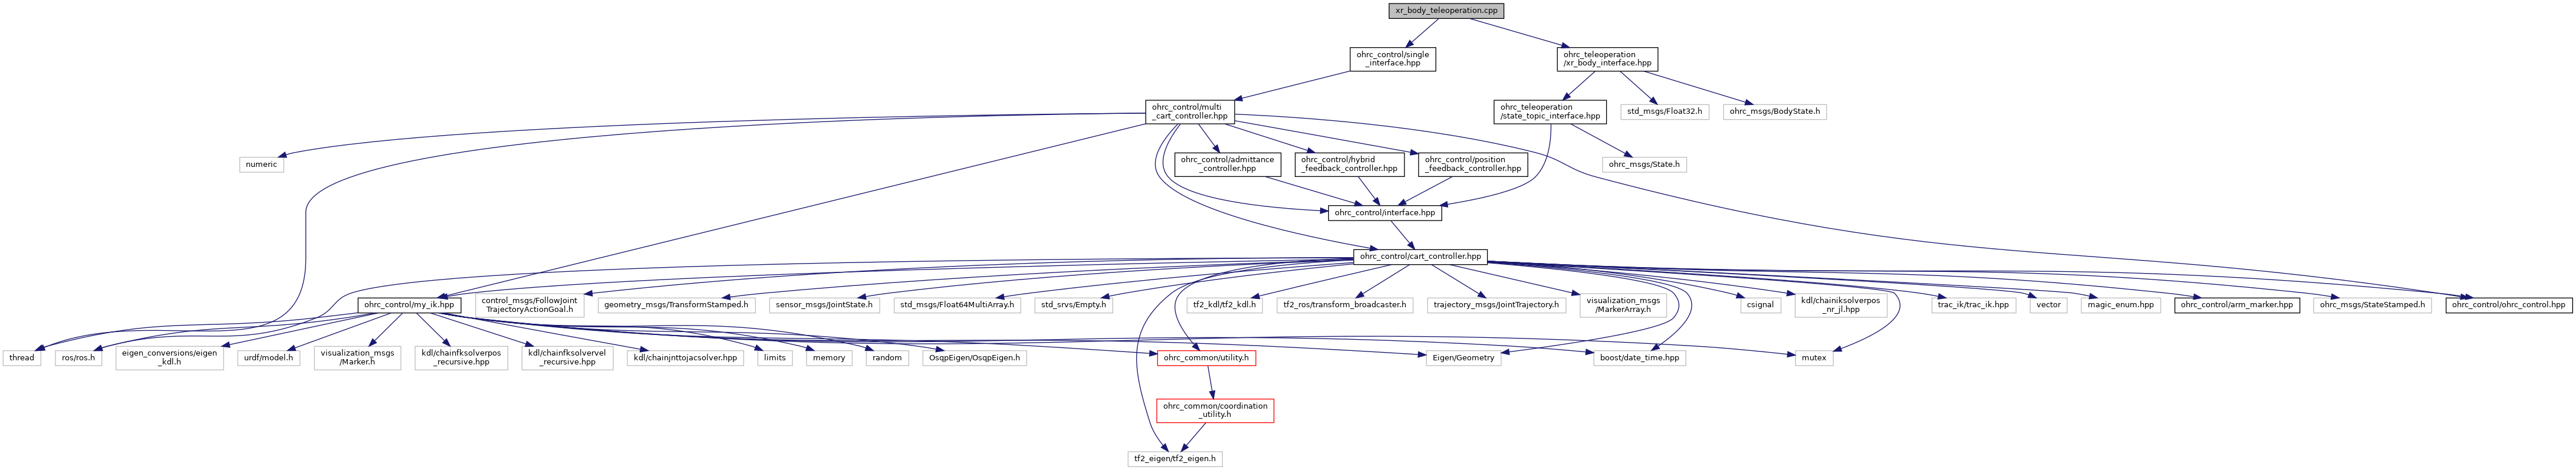 xr_body_teleoperation.cpp
ohrc_control/single
_interface.hpp
ohrc_teleoperation
/xr_body_interface.hpp
ohrc_control/multi
_cart_controller.hpp
ohrc_teleoperation
/state_topic_interface.hpp
std_msgs/Float32.h
ohrc_msgs/BodyState.h
numeric
ohrc_control/admittance
_controller.hpp
ohrc_control/hybrid
_feedback_controller.hpp
ohrc_control/position
_feedback_controller.hpp
ohrc_msgs/State.h
ohrc_control/interface.hpp
ohrc_control/cart_controller.hpp
ohrc_control/my_ik.hpp
control_msgs/FollowJoint
TrajectoryActionGoal.h
geometry_msgs/TransformStamped.h
sensor_msgs/JointState.h
std_msgs/Float64MultiArray.h
std_srvs/Empty.h
tf2_kdl/tf2_kdl.h
tf2_ros/transform_broadcaster.h
trajectory_msgs/JointTrajectory.h
visualization_msgs
/MarkerArray.h
csignal
kdl/chainiksolverpos
_nr_jl.hpp
trac_ik/trac_ik.hpp
vector
magic_enum.hpp
ohrc_control/arm_marker.hpp
ohrc_msgs/StateStamped.h
ohrc_control/ohrc_control.hpp
thread
ros/ros.h
eigen_conversions/eigen
_kdl.h
urdf/model.h
visualization_msgs
/Marker.h
kdl/chainfksolverpos
_recursive.hpp
kdl/chainfksolvervel
_recursive.hpp
kdl/chainjnttojacsolver.hpp
limits
memory
random
OsqpEigen/OsqpEigen.h
ohrc_common/utility.h
Eigen/Geometry
boost/date_time.hpp
mutex
ohrc_common/coordination
_utility.h
tf2_eigen/tf2_eigen.h